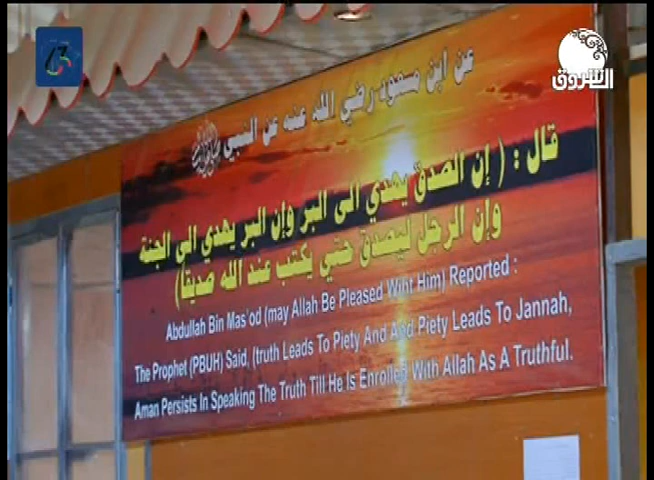 الشروق
عن ابن مسعود رضي الله عنه عن النبي ﷺ
قال : ( إن الصدق يهدي الى البر وإن البر يهدي الى الجنة
وإن الرجل ليصدق حتي يكتب عند الله صديقا)
Abdullah Bin Mas'od (may Allah Be Pleased Wiht Him) Reported :
The Prophet (PBUH) Said, (truth Leads To Piety And And Piety Leads To Jannah,
Aman Persists In Speaking The Truth Till He Is Enrolled With Allah As A Truthful.